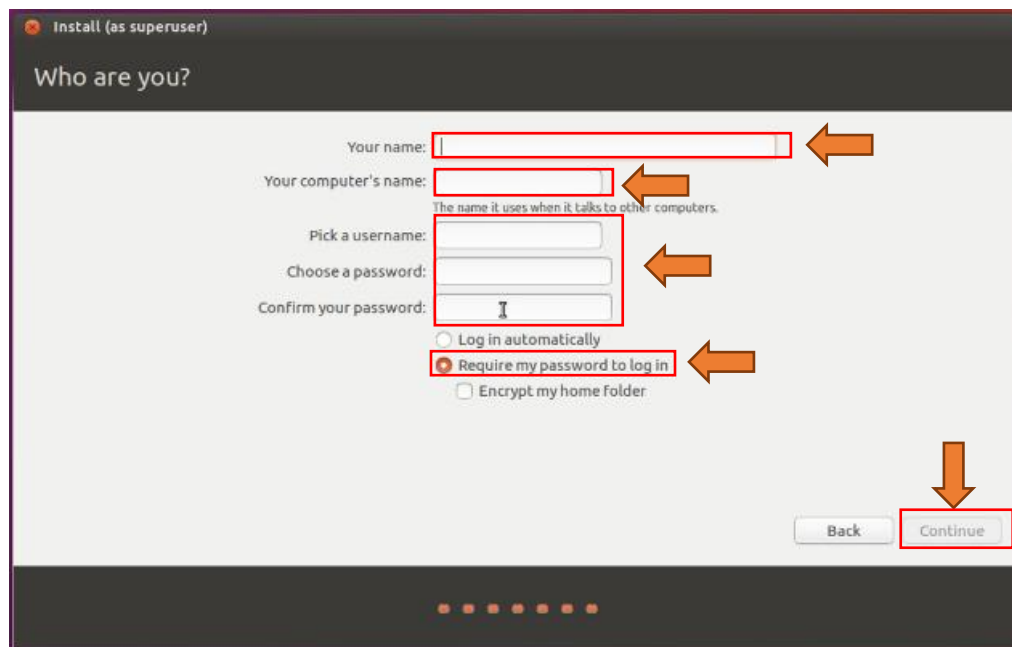 Install (as superuser)
Who are you?
Your name:
Your computer's name:
The name it uses when it talks to other computers.
Pick a username:
Choose a password:
Confirm your password:
Log in automatically
Require my password to log in
Encrypt my home folder
Back Continue